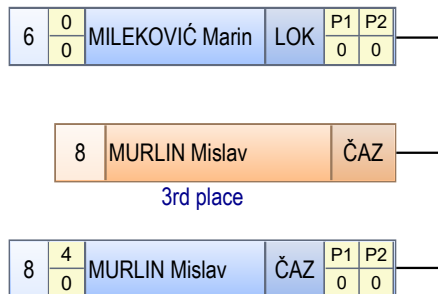 6 0 0 MILEKOVIĆ Marin LOK P1 P2 0 0
8 MURLIN Mislav ČAZ
3rd place
8 4 0 MURLIN Mislav ČAZ P1 P2 0 0